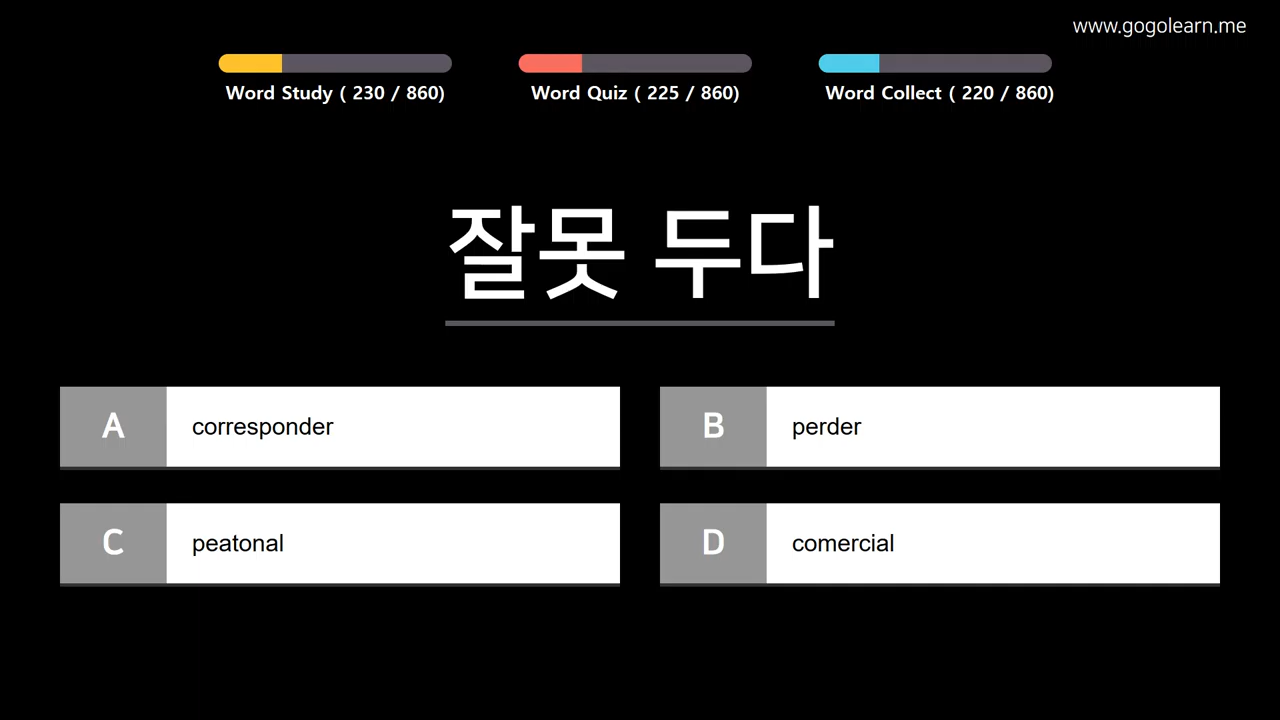 www.gogolearn.me
Word Study ( 230 / 860)
Word Quiz ( 225 / 860)
Word Collect ( 220 / 860)
잘못 두다
A corresponder
B perder
C peatonal
D comercial